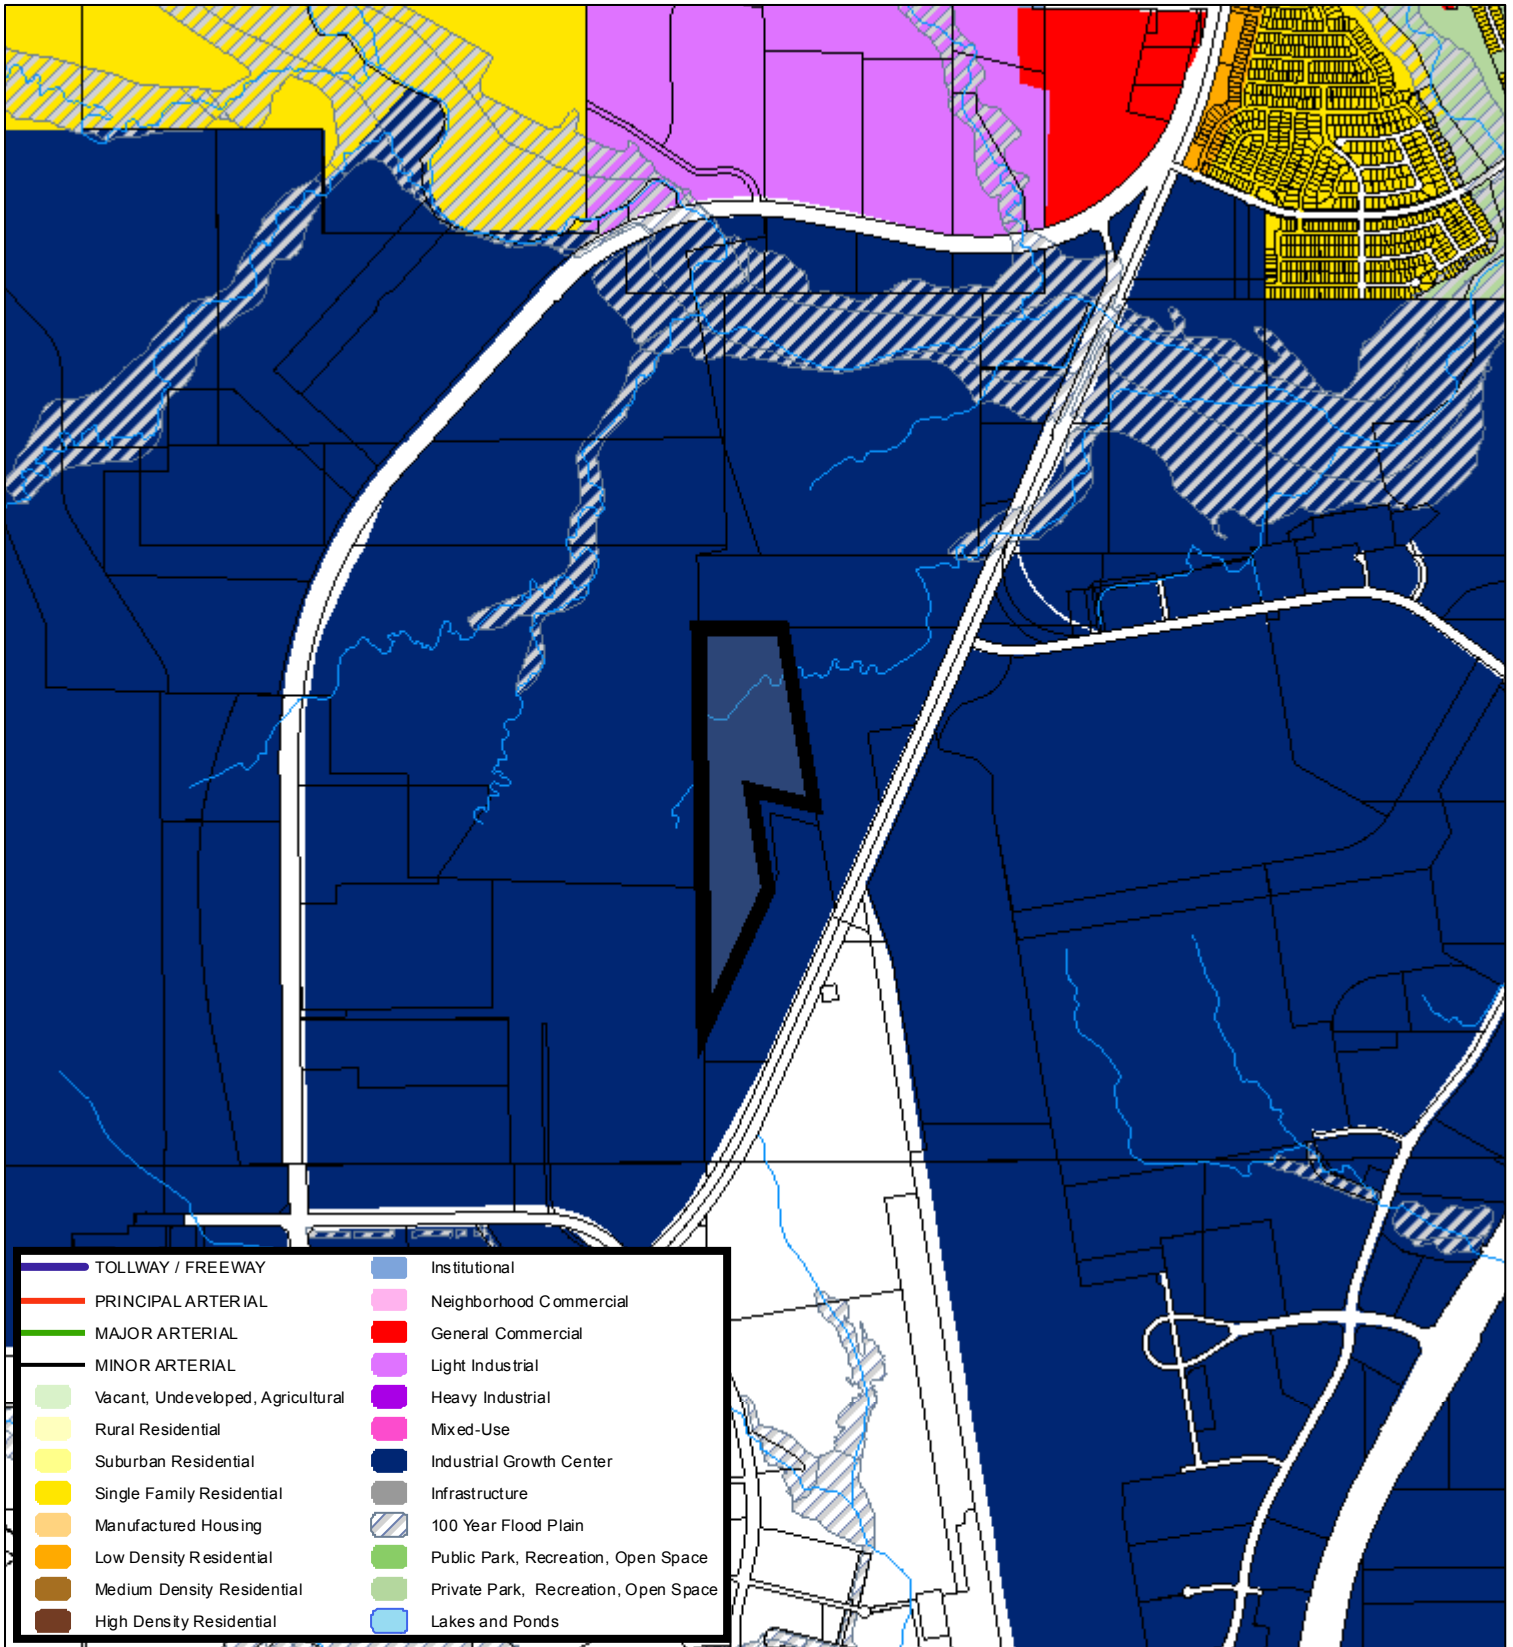 TOLLWAY / FREEWAY
PRINCIPAL ARTERIAL
MAJOR ARTERIAL
MINOR ARTERIAL
Vacant, Undeveloped, Agricultural
Rural Residential
Suburban Residential
Single Family Residential
Manufactured Housing
Low Density Residential
Medium Density Residential
High Density Residential
Institutional
Neighborhood Commercial
General Commercial
Light Industrial
Heavy Industrial
Mixed-Use
Industrial Growth Center
Infrastructure
100 Year Flood Plain
Public Park, Recreation, Open Space
Private Park, Recreation, Open Space
Lakes and Ponds